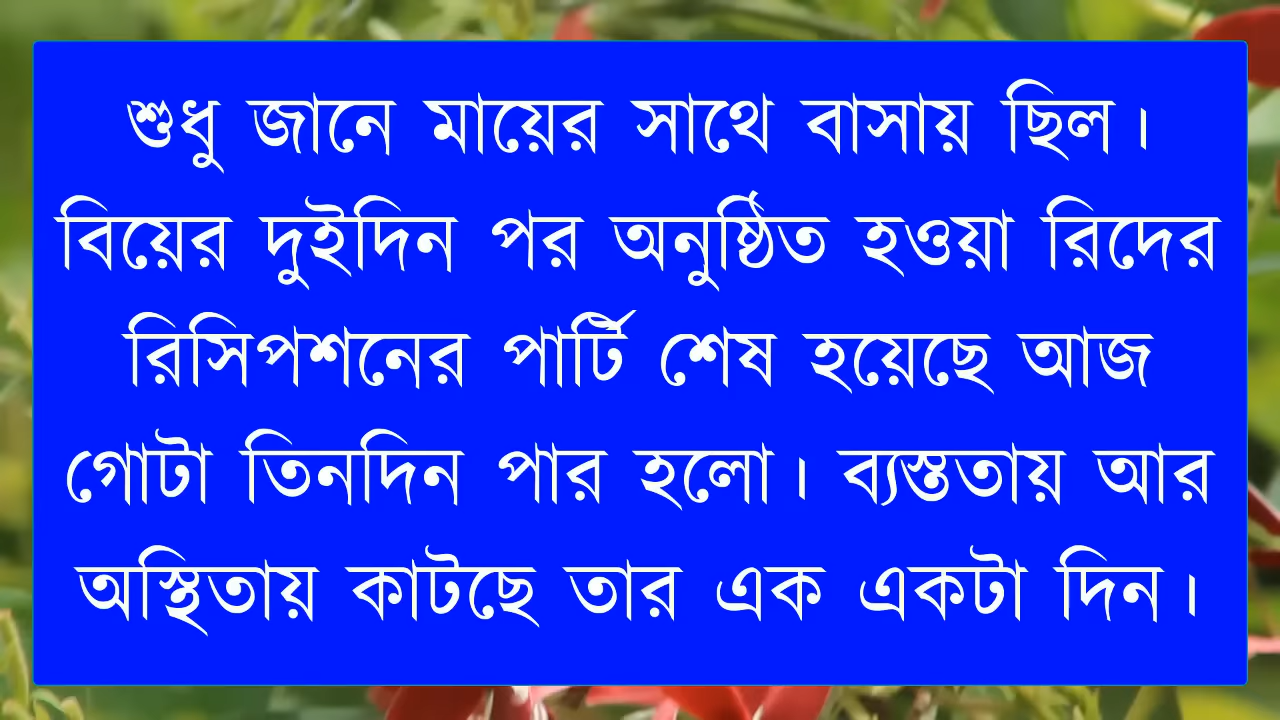 শুধু জানে মায়ের সাথে বাসায় ছিল।
বিয়ের দুইদিন পর অনুষ্ঠিত হওয়া রিদের
রিসিপশনের পার্টি শেষ হয়েছে আজ
গোটা তিনদিন পার হলো। ব্যস্ততায় আর
অস্থিতায় কাটছে তার এক একটা দিন।